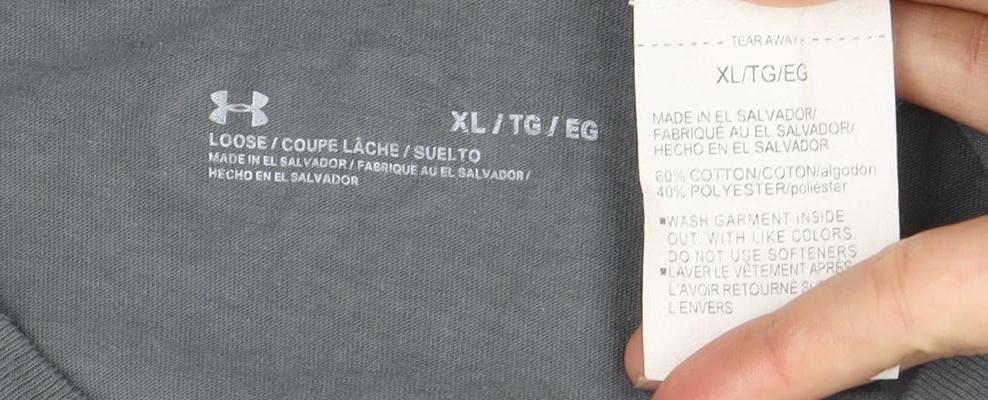 XL / TG / EG
LOOSE / COUPE LÂCHE / SUELTO
MADE IN EL SALVADOR / FABRIQUE AU EL SALVADOR /
HECHO EN EL SALVADOR
TEAR AWAY
XL/TG/EG
MADE IN EL SALVADOR/
FABRIQUÉ AU EL SALVADOR/
HECHO EN EL SALVADOR
60% COTTON/COTON/algodón
40% POLYESTER/poliéster
WASH GARMENT INSIDE
OUT WITH LIKE COLORS.
DO NOT USE SOFTENERS
LAVER LE VÊTEMENT APRÈS
L'AVOIR RETOURNÉ
L'ENVERS